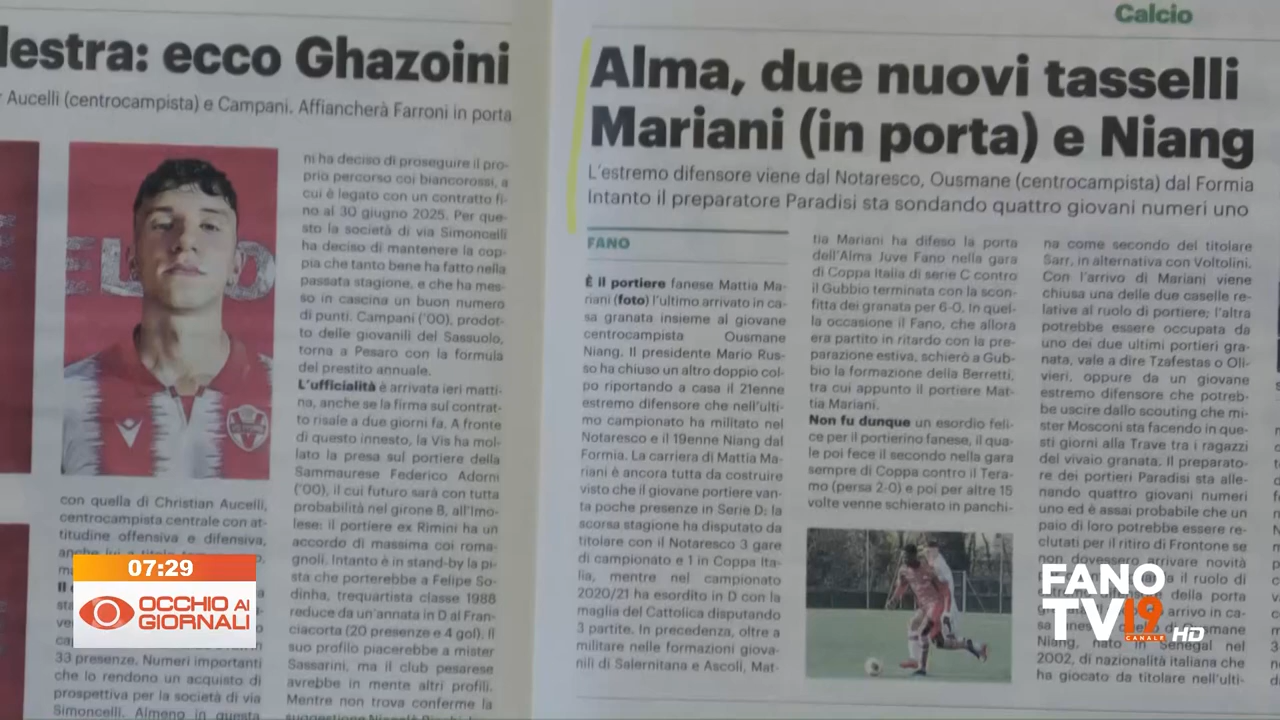 lestra: ecco Ghazoini
Aucelli (centrocampista) e Campani. Affiancherà Farroni in porta
ni ha deciso di proseguire il pro-
prio percorso coi biancorossi, a
cui è legato con un contratto fi-
no al 30 giugno 2025. Per que-
sto la società di via Simoncelli
ha deciso di mantenere la cop-
pia che tanto bene ha fatto nella
passata stagione, e che ha mes-
so in cascina un buon numero
di punti. Campani ('00), prodot-
to delle giovanili del Sassuolo,
torna a Pesaro con la formula
del prestito annuale.
L'ufficialità è arrivata ieri matti-
na, anche se la firma sul contrat-
to risale a due giorni fa. A fronte
di questo innesto, la Vis ha mol-
lato la presa sul portiere della
Sammaurese Federico Adorni
('00), il cui futuro sarà con tutta
probabilità nel girone B, all'Imo-
lese: il portiere ex Rimini ha un
accordo di massima coi roma-
gnoli. Intanto è in stand-by la pi-
sta che porterebbe a Felipe So-
dinha, trequartista classe 1988
reduce da un'annata in D al Fran-
ciacorta (20 presenze e 4 gol). Il
suo profilo piacerebbe a mister
Sassarini, ma il club pesarese
avrebbe in mente altri profili.
Mentre non trova conferme la
con quella di Christian Aucelli,
centrocampista centrale con at-
titudine offensiva e difensiva,
33 presenze. Numeri importanti
che lo rendono un acquisto di
prospettiva per la società di via
Simoncelli. Almeno in questa
Calcio
Alma, due nuovi tasselli
Mariani (in porta) e Niang
L'estremo difensore viene dal Notaresco, Ousmane (centrocampista) dal Formia
Intanto il preparatore Paradisi sta sondando quattro giovani numeri uno
FANO
È il portiere fanese Mattia Ma-
riani (foto) l'ultimo arrivato in ca-
sa granata insieme al giovane
centrocampista Ousmane
Niang. Il presidente Mario Rus-
so ha chiuso un altro doppio col-
po riportando a casa il 21enne
estremo difensore che nell'ulti-
mo campionato ha militato nel
Notaresco e il 19enne Niang dal
Formia. La carriera di Mattia Ma-
riani è ancora tutta da costruire
visto che il giovane portiere van-
ta poche presenze in Serie D: la
scorsa stagione ha disputato da
titolare con il Notaresco 3 gare
di campionato e 1 in Coppa Ita-
lia, mentre nel campionato
2020/21 ha esordito in D con la
maglia del Cattolica disputando
3 partite. In precedenza, oltre a
militare nelle formazioni giova-
nili di Salernitana e Ascoli, Mat-
tia Mariani ha difeso la porta
dell'Alma Juve Fano nella gara
di Coppa Italia di serie C contro
il Gubbio terminata con la scon-
fitta dei granata per 6-0. In quel-
la occasione il Fano, che allora
era partito in ritardo con la pre-
parazione estiva, schierò a Gub-
bio la formazione della Berretti,
tra cui appunto il portiere Mat-
tia Mariani.
Non fu dunque un esordio feli-
ce per il portierino fanese, il qua-
le poi fece il secondo nella gara
sempre di Coppa contro il Tera-
mo (persa 2-0) e poi per altre 15
volte venne schierato in panchi-
na come secondo del titolare
Sarr, in alternativa con Voltolini.
Con l'arrivo di Mariani viene
chiusa una delle due caselle re-
lative al ruolo di portiere; l'altra
potrebbe essere occupata da
uno dei due ultimi portieri gra-
nata, vale a dire Tzafestas o Oli-
vieri, oppure da un giovane
estremo difensore che potreb-
be uscire dallo scouting che mi-
ster Mosconi sta facendo in que-
sti giorni alla Trave tra i ragazzi
del vivaio granata. Il preparato-
re dei portieri Paradisi sta alle-
nando quattro giovani numeri
uno ed è assai probabile che un
paio di loro potrebbe essere re-
clutati per il ritiro di Frontone se
non dovessero arrivare novità
il ruolo di
della porta
arrivo in ca-
Ousmane
Niang, nato in Senegal nel
2002, di nazionalità italiana che
ha giocato da titolare nell'ulti-
07:29
OCCHIO AI
GIORNALI
FANO
TV19
CANALE HD